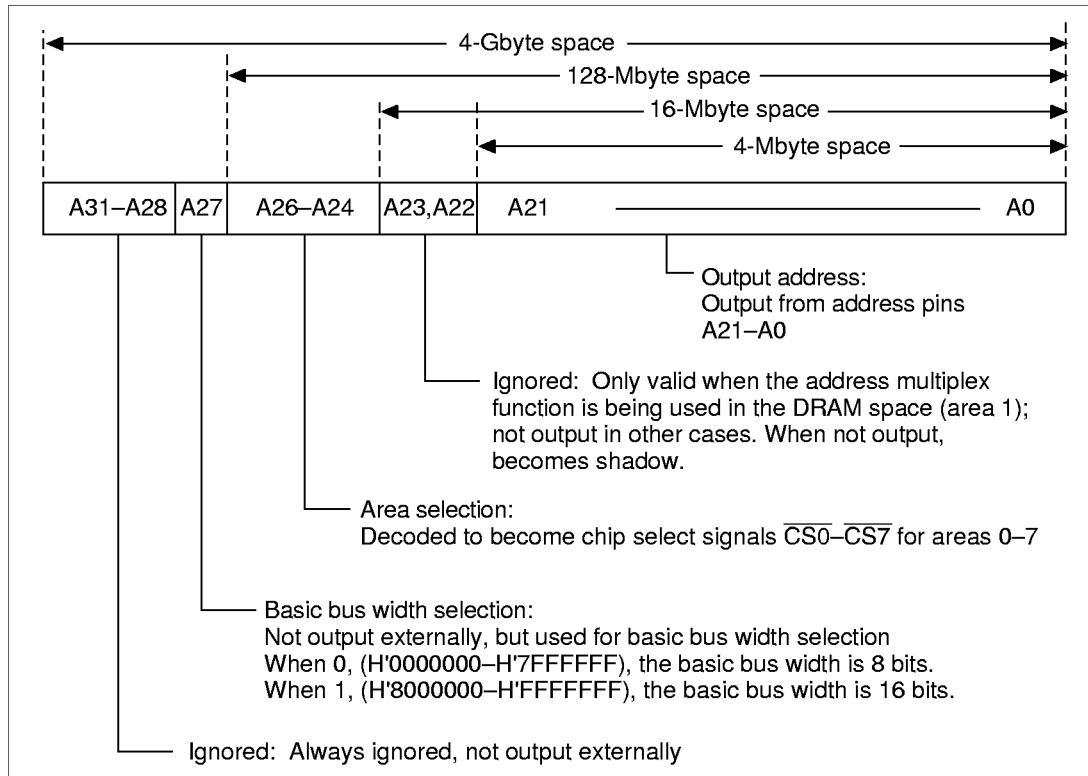 4-Gbyte space
128-Mbyte space
16-Mbyte space
4-Mbyte space
A31–A28 A27 A26–A24 A23,A22 A21 A0
Output address:
Output from address pins
A21–A0
Ignored: Only valid when the address multiplex
function is being used in the DRAM space (area 1);
not output in other cases. When not output,
becomes shadow.
Area selection:
Decoded to become chip select signals C̅S̅0̅–C̅S̅7̅ for areas 0–7
Basic bus width selection:
Not output externally, but used for basic bus width selection
When 0, (H'0000000–H'7FFFFFF), the basic bus width is 8 bits.
When 1, (H'8000000–H'FFFFFFF), the basic bus width is 16 bits.
Ignored: Always ignored, not output externally